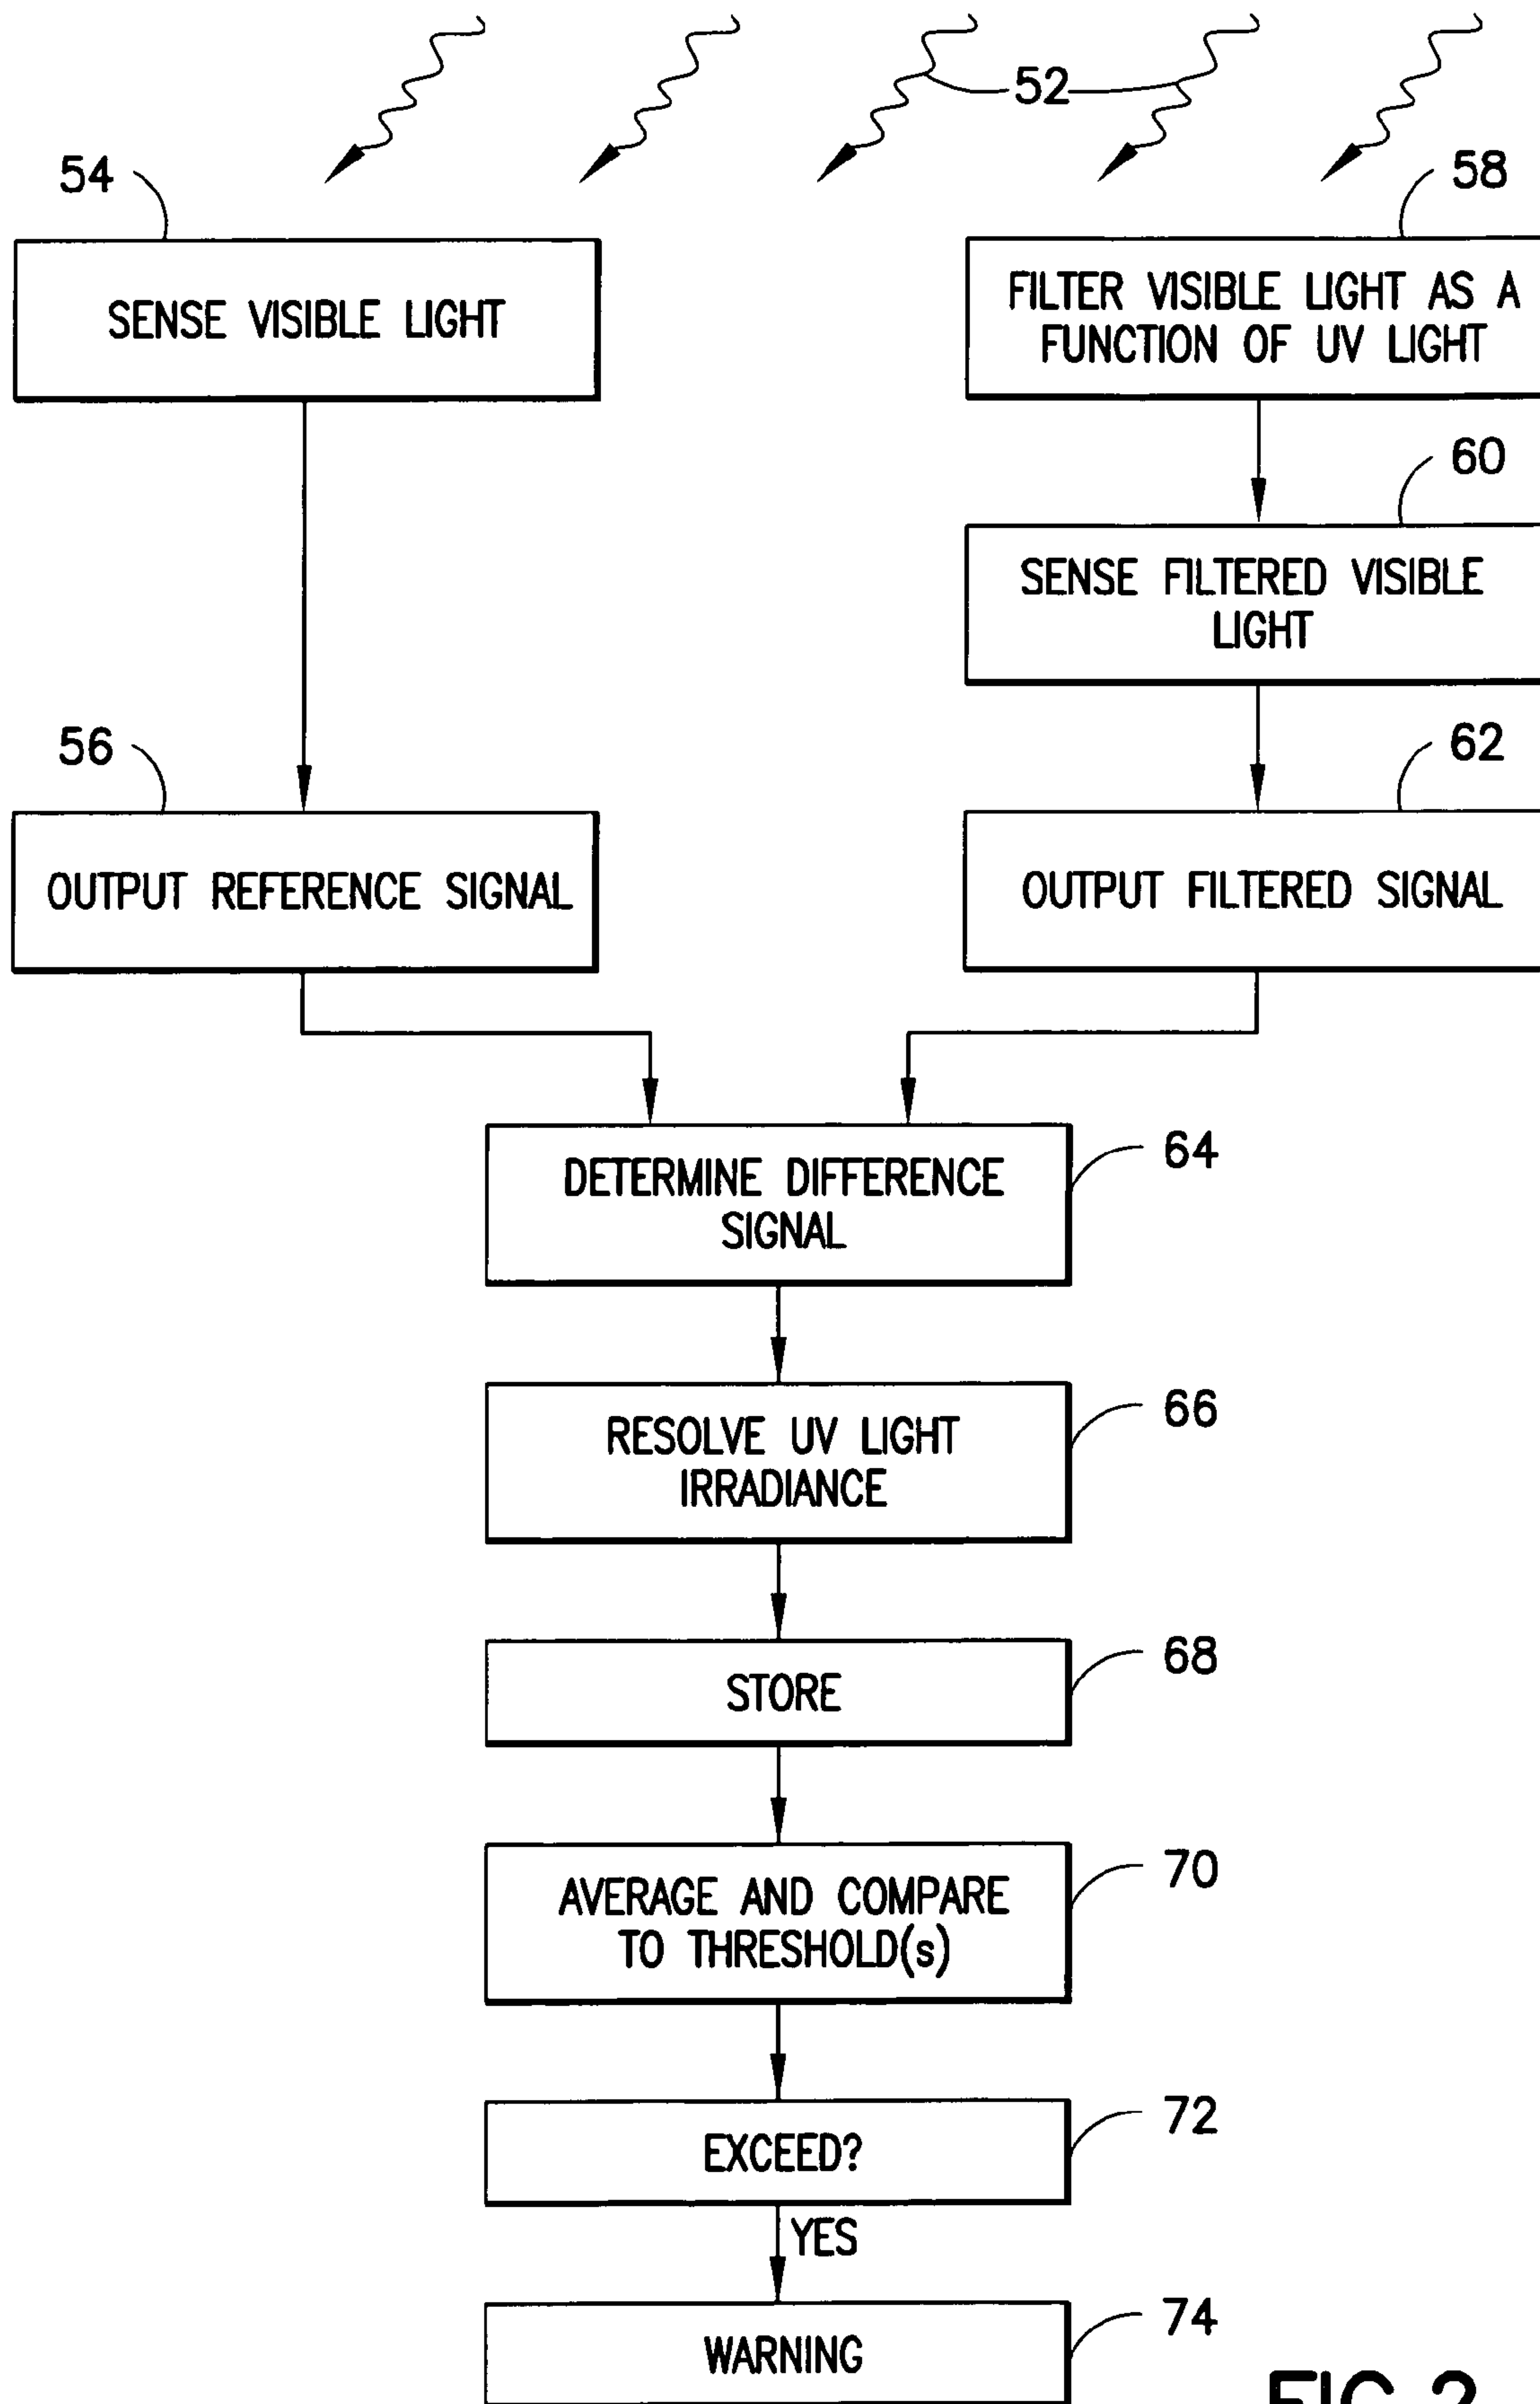 52
54
58
SENSE VISIBLE LIGHT
FILTER VISIBLE LIGHT AS A
FUNCTION OF UV LIGHT
60
SENSE FILTERED VISIBLE
LIGHT
56
62
OUTPUT REFERENCE SIGNAL
OUTPUT FILTERED SIGNAL
64
DETERMINE DIFFERENCE
SIGNAL
66
RESOLVE UV LIGHT
IRRADIANCE
68
STORE
70
AVERAGE AND COMPARE
TO THRESHOLD(s)
72
EXCEED?
YES
74
WARNING
FIG.2